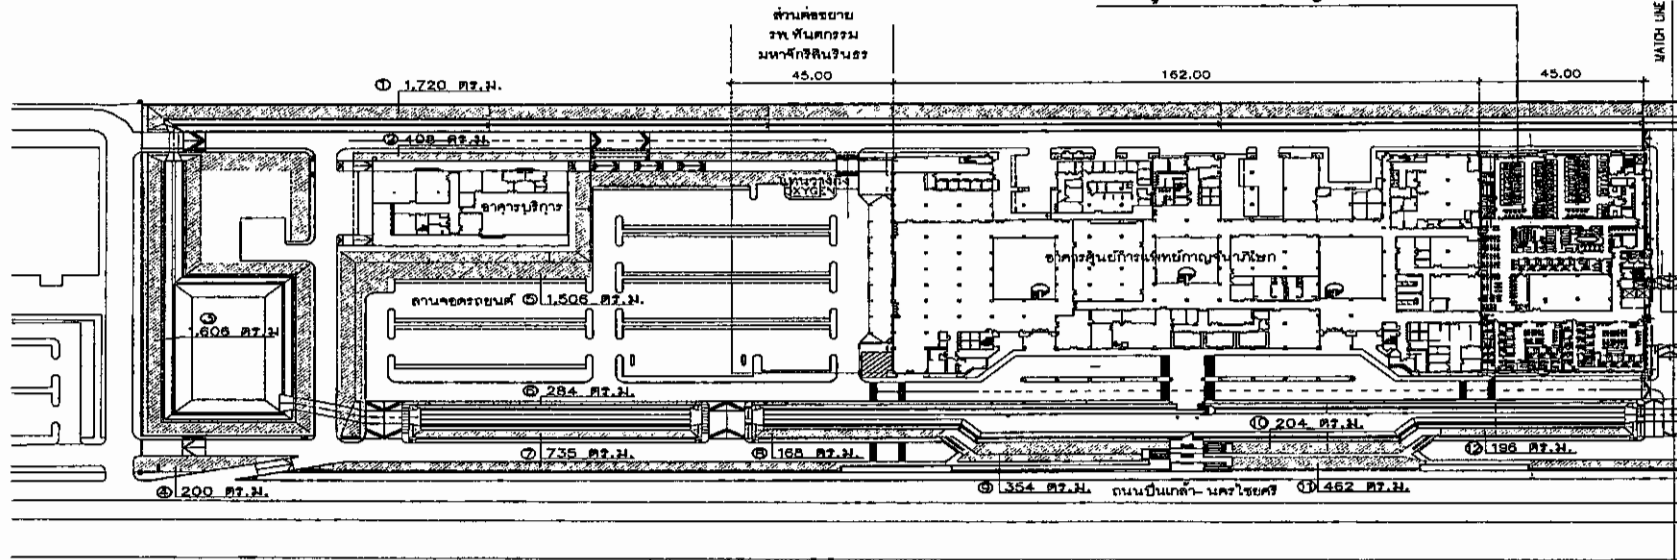 ส่วนต่อขยาย
รพ.ทันตกรรม
มหาจักรีสิรินธร
MATCH LINE
45.00
162.00
45.00
① 1.720 ตร.ม.
② 408 ตร.ม.
OXYGEN
อาคารบริการ
อาคารศูนย์การแพทย์กาญจนาภิเษก
ลานจอดรถยนต์ ⑤ 1,506 ตร.ม.
③
1.606 ตร.ม
⑥ 284 ตร.ม.
⑩ 204 ตร.ม.
⑦ 735 ตร.ม.
⑧ 168 ตร.ม.
⑫ 196 ตร.ม.
④ 200 ตร.ม.
⑨ 354 ตร.ม.
ถนนปิ่นเกล้า-นครไชยศรี
⑪ 462 ตร.ม.